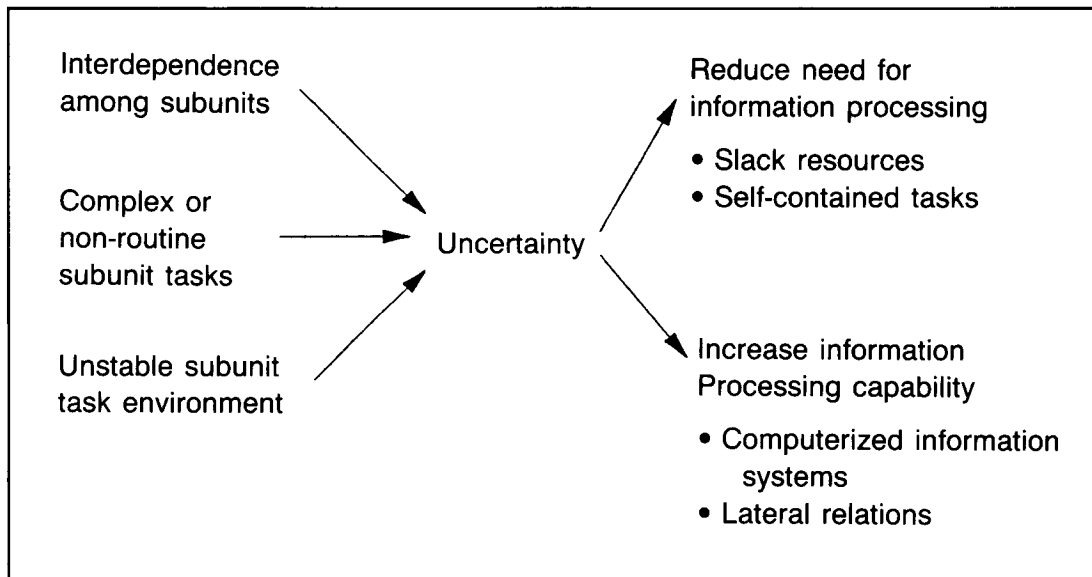 Interdependence
among subunits
Complex or
non-routine
subunit tasks
Unstable subunit
task environment
Uncertainty
Reduce need for
information processing
• Slack resources
• Self-contained tasks
Increase information
Processing capability
• Computerized information
systems
• Lateral relations